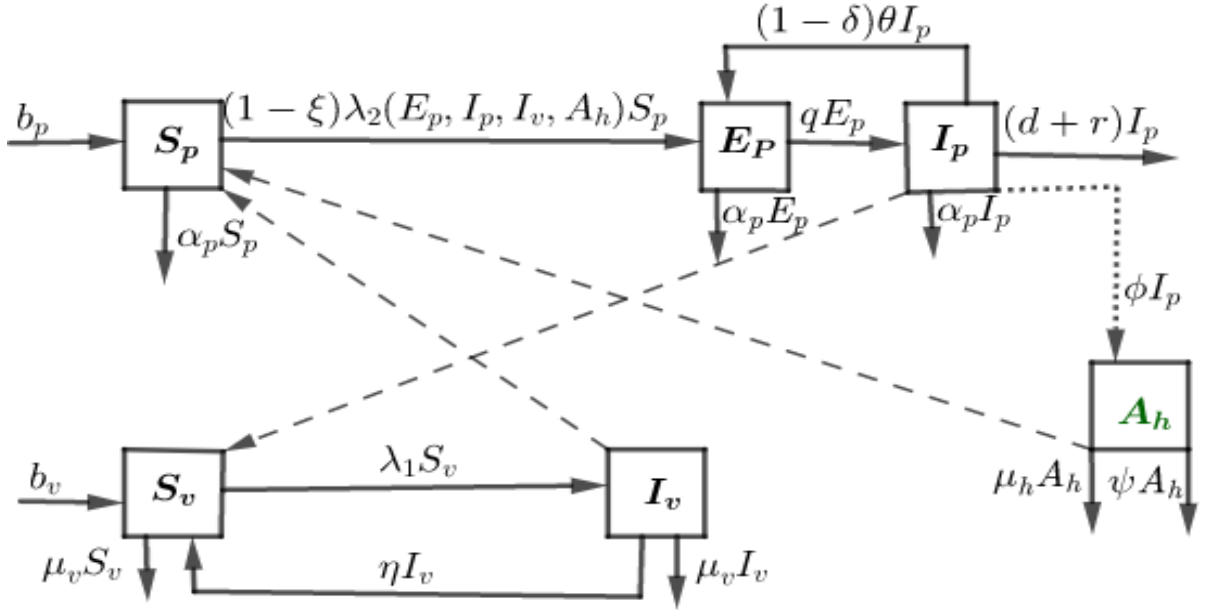 (1 − δ)θI_p
b_p
S_p
(1 − ξ)λ_2(E_p, I_p, I_v, A_h)S_p
E_P
qE_p
I_p
(d + r)I_p
α_pS_p
α_pE_p
α_pI_p
ϕI_p
A_h
b_v
S_v
λ_1S_v
I_v
μ_hA_h
ψA_h
μ_vS_v
ηI_v
μ_vI_v